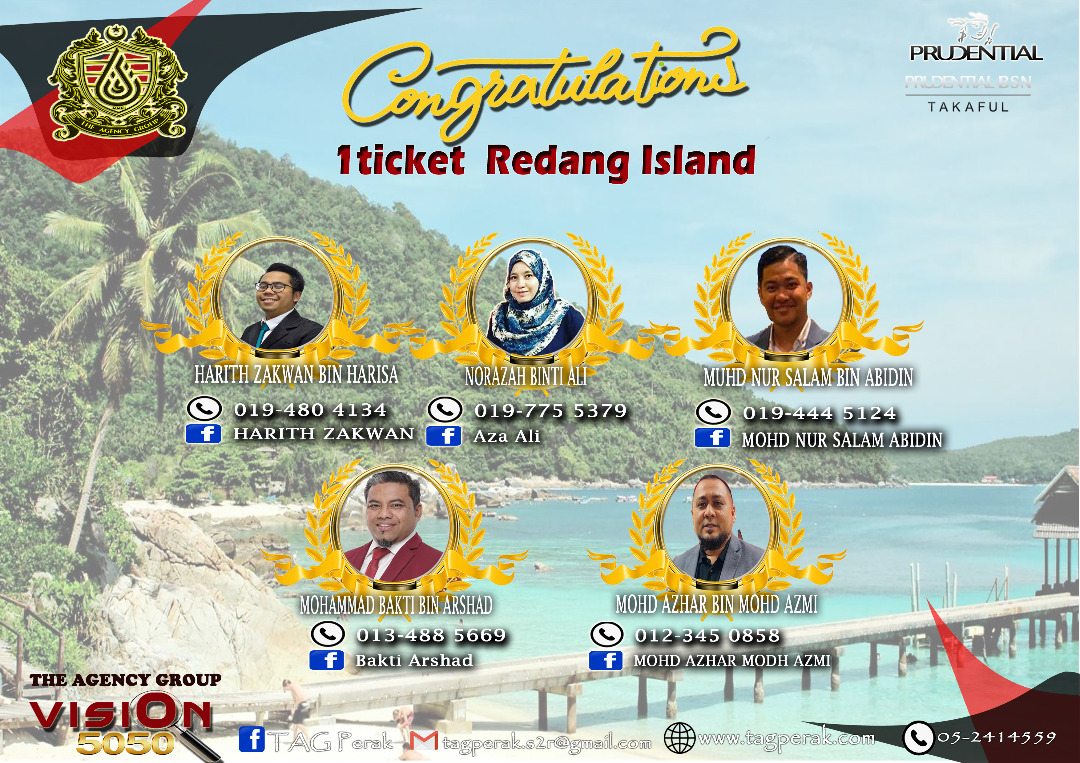 THE AGENCY GROUP
PRUDENTIAL
PRUDENTIAL BSN
TAKAFUL
Congratulations
1ticket Redang Island
HARITH ZAKWAN BIN HARISA
019-480 4134
HARITH ZAKWAN
NORAZAH BINTI ALI
019-775 5379
Aza Ali
MUHD NUR SALAM BIN ABIDIN
019-444 5124
MOHD NUR SALAM ABIDIN
MOHAMMAD BAKTI BIN ARSHAD
013-488 5669
Bakti Arshad
MOHD AZHAR BIN MOHD AZMI
012-345 0858
MOHD AZHAR MODH AZMI
THE AGENCY GROUP
VISION
5050
TAG Perak
tagperak.s2r@gmail.com
www.tagperak.com
05-2414559